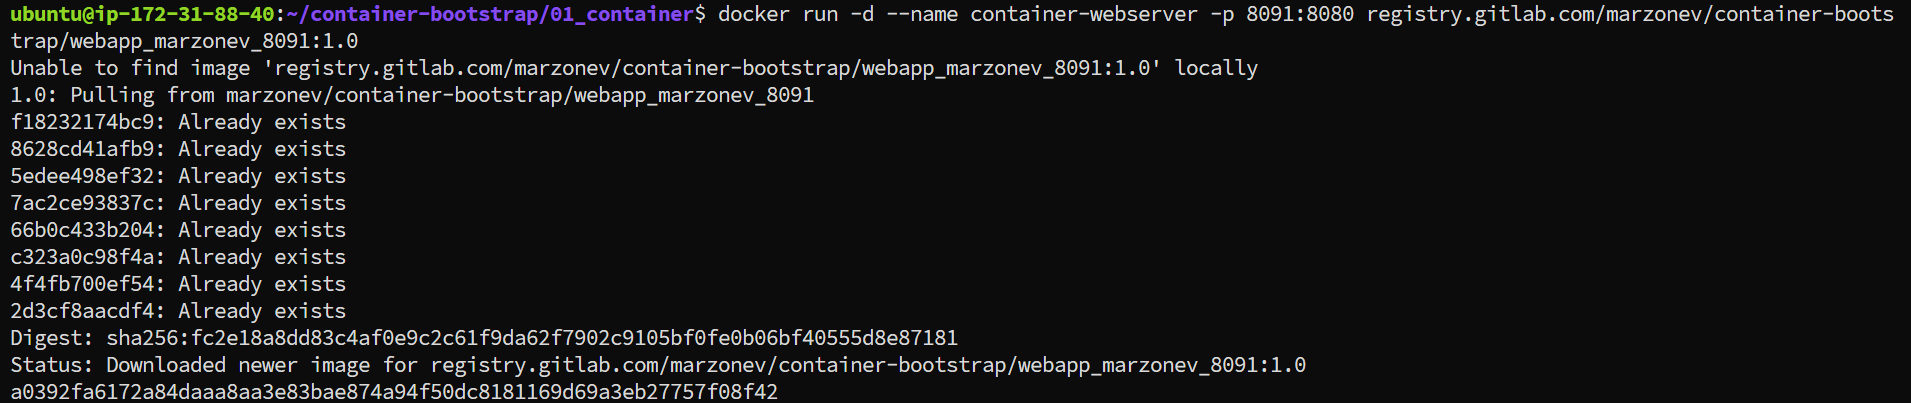 ubuntu@ip-172-31-88-40:~/container-bootstrap/01_container$ docker run -d --name container-webserver -p 8091:8080 registry.gitlab.com/marzonev/container-boots
trap/webapp_marzonev_8091:1.0
Unable to find image 'registry.gitlab.com/marzonev/container-bootstrap/webapp_marzonev_8091:1.0' locally
1.0: Pulling from marzonev/container-bootstrap/webapp_marzonev_8091
f18232174bc9: Already exists
8628cd41afb9: Already exists
5edee498ef32: Already exists
7ac2ce93837c: Already exists
66b0c433b204: Already exists
c323a0c98f4a: Already exists
4f4fb700ef54: Already exists
2d3cf8aacdf4: Already exists
Digest: sha256:fc2e18a8dd83c4af0e9c2c61f9da62f7902c9105bf0fe0b06bf40555d8e87181
Status: Downloaded newer image for registry.gitlab.com/marzonev/container-bootstrap/webapp_marzonev_8091:1.0
a0392fa6172a84daaa8aa3e83bae874a94f50dc8181169d69a3eb27757f08f42